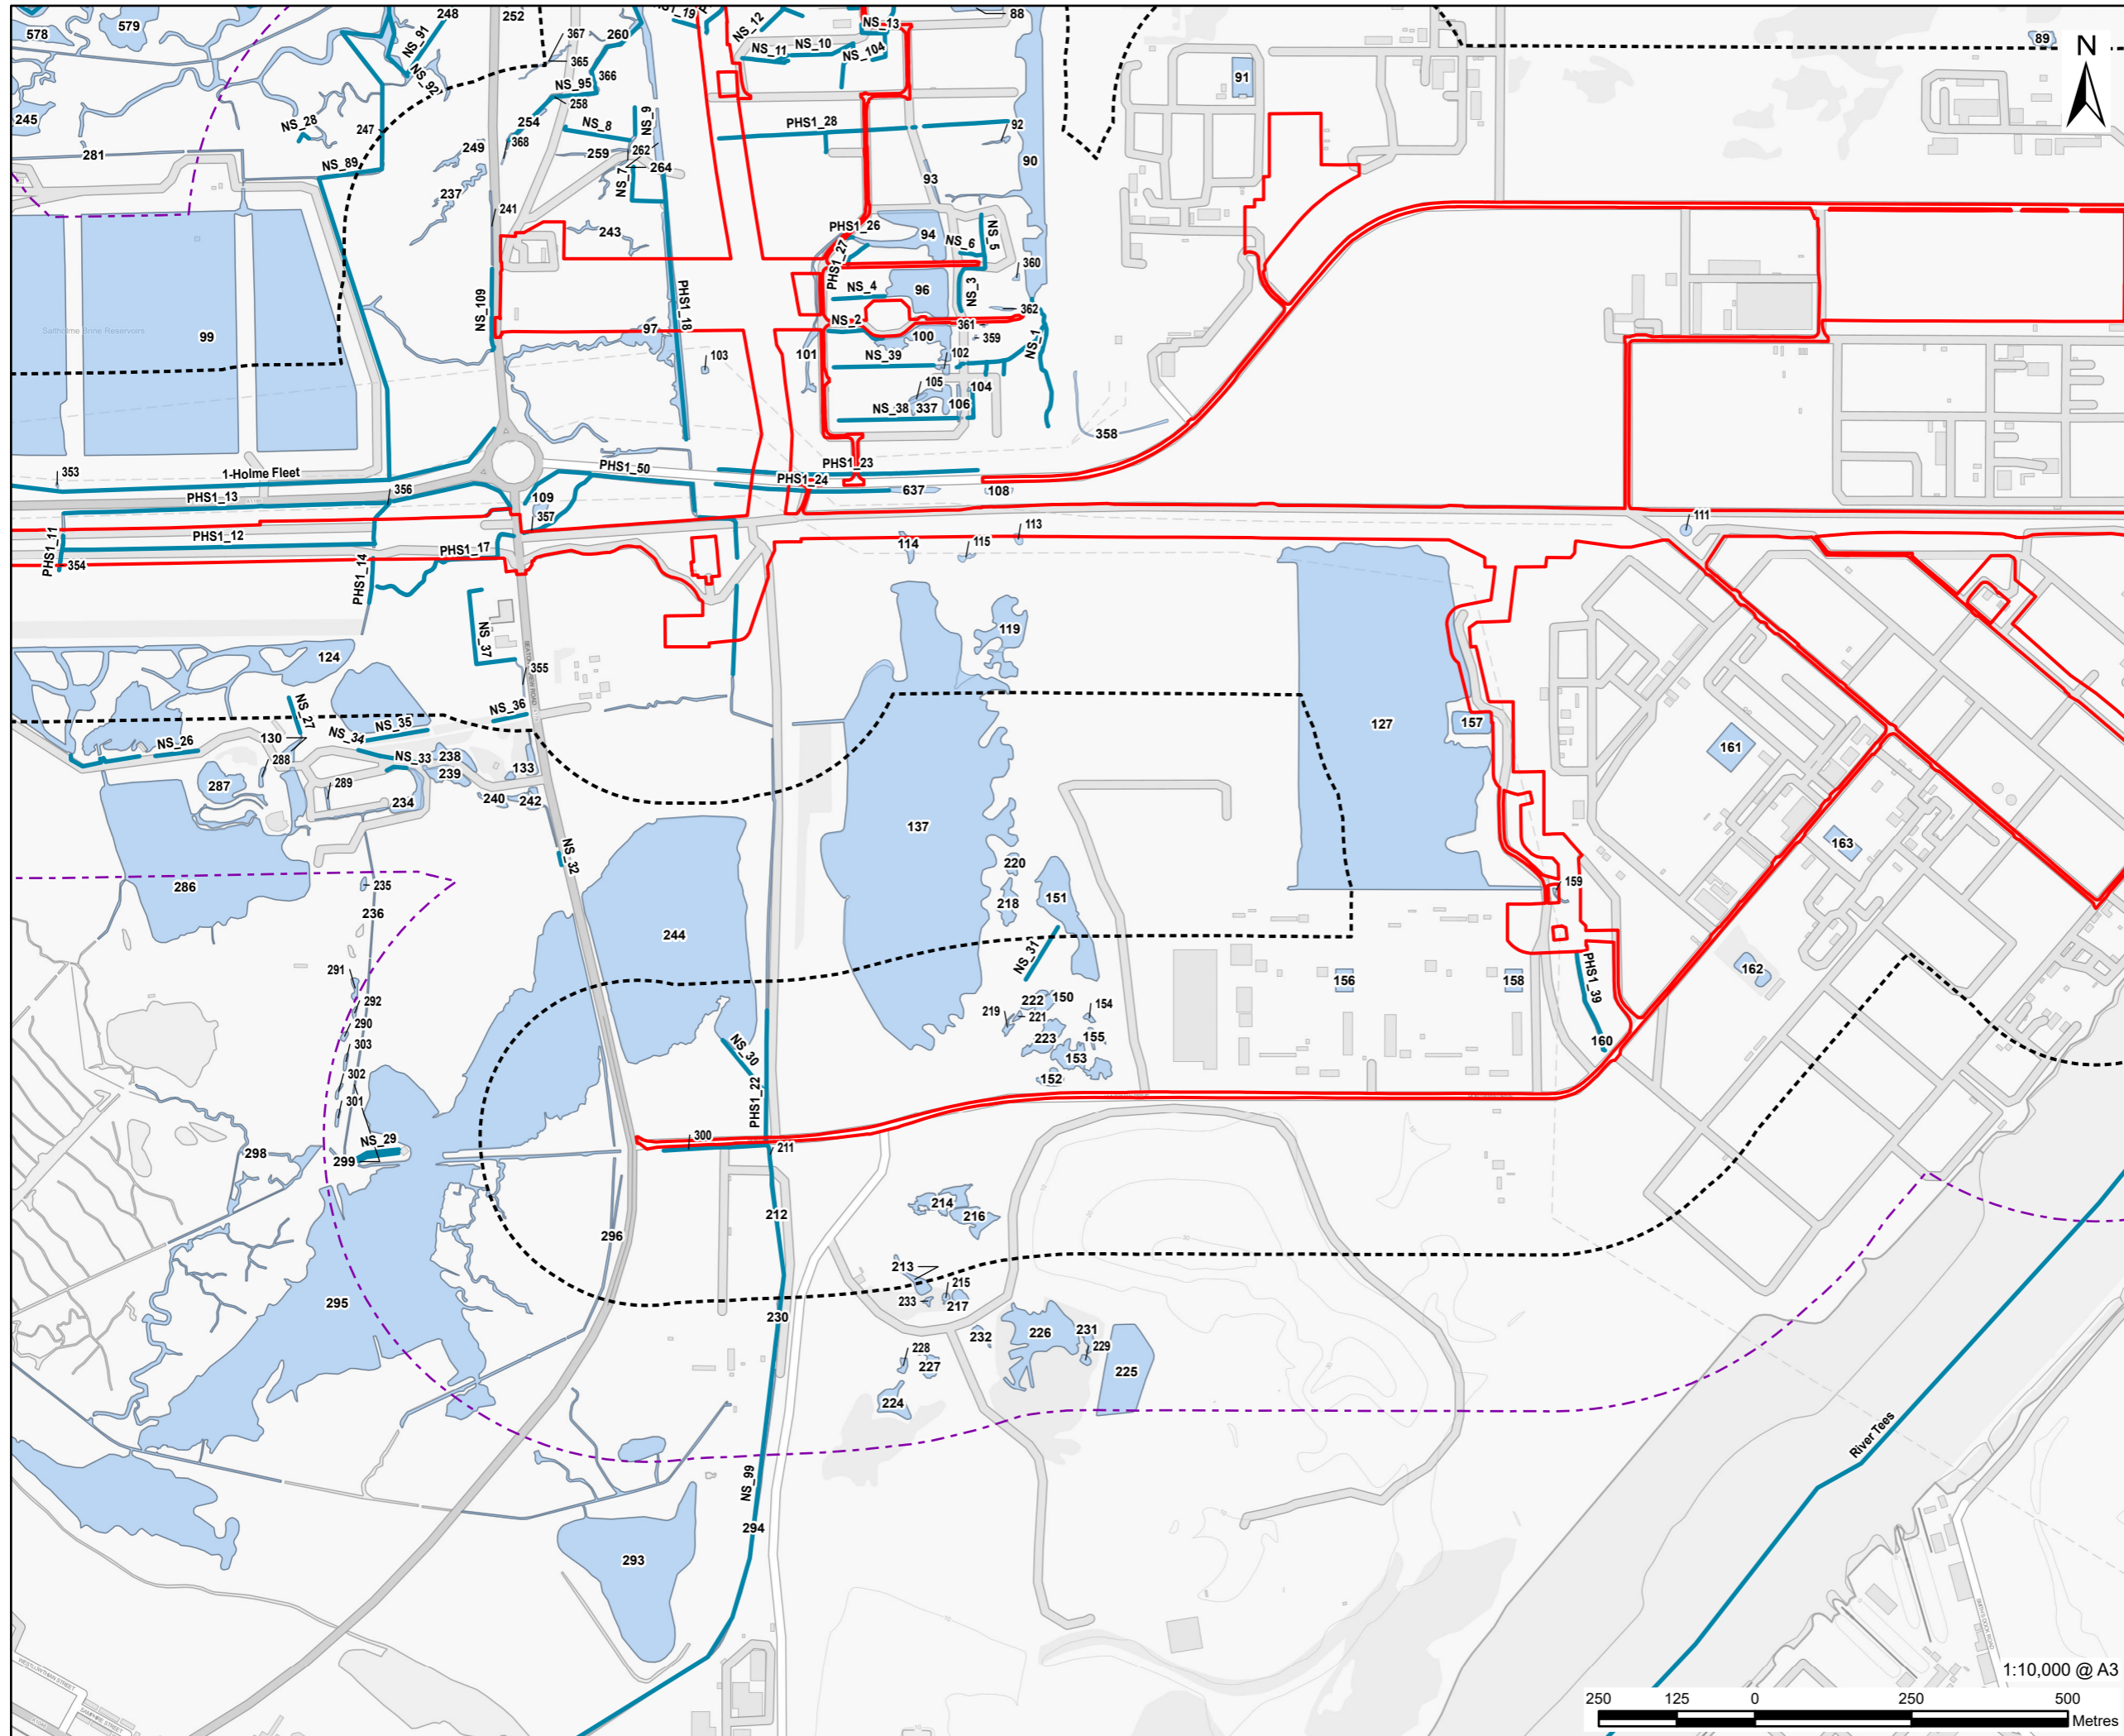 578
579
NS_91
248
252
367
260
NS_12
NS_13
88
89
N
365
366
NS_11
NS_10
NS_104
91
NS_92
NS_95
258
245
NS_28
254
NS_8
NS_9
PHS1_28
92
247
281
249
368
259
262
264
90
NS_89
NS_7
93
237
241
243
PHS1_26
94
NS_6
NS_5
PHS1_27
360
NS_109
PHS1_18
NS_4
96
NS_3
362
Saltholme Brine Reservoirs
99
97
NS_2
100
361
359
NS_1
103
101
NS_39
102
105
104
NS_38
337
106
358
353
1-Holme Fleet
PHS1_50
PHS1_23
PHS1_13
356
PHS1_24
637
108
109
357
111
PHS1_11
PHS1_12
PHS1_17
113
114
115
354
PHS1_14
NS_37
119
124
355
NS_27
NS_36
127
157
161
NS_35
NS_34
130
NS_26
NS_33
238
288
239
133
287
289
234
240
242
137
163
NS_32
220
286
235
159
236
218
151
244
NS_31
291
156
158
PHS1_39
162
292
222
150
154
290
219
221
303
NS_30
223
155
160
153
302
152
301
PHS1_22
NS_29
300
298
299
211
214
212
216
296
213
215
295
233
217
230
226
231
232
228
229
227
225
224
River Tees
NS_99
294
293
1:10,000 @ A3
250
125
0
250
500
Metres